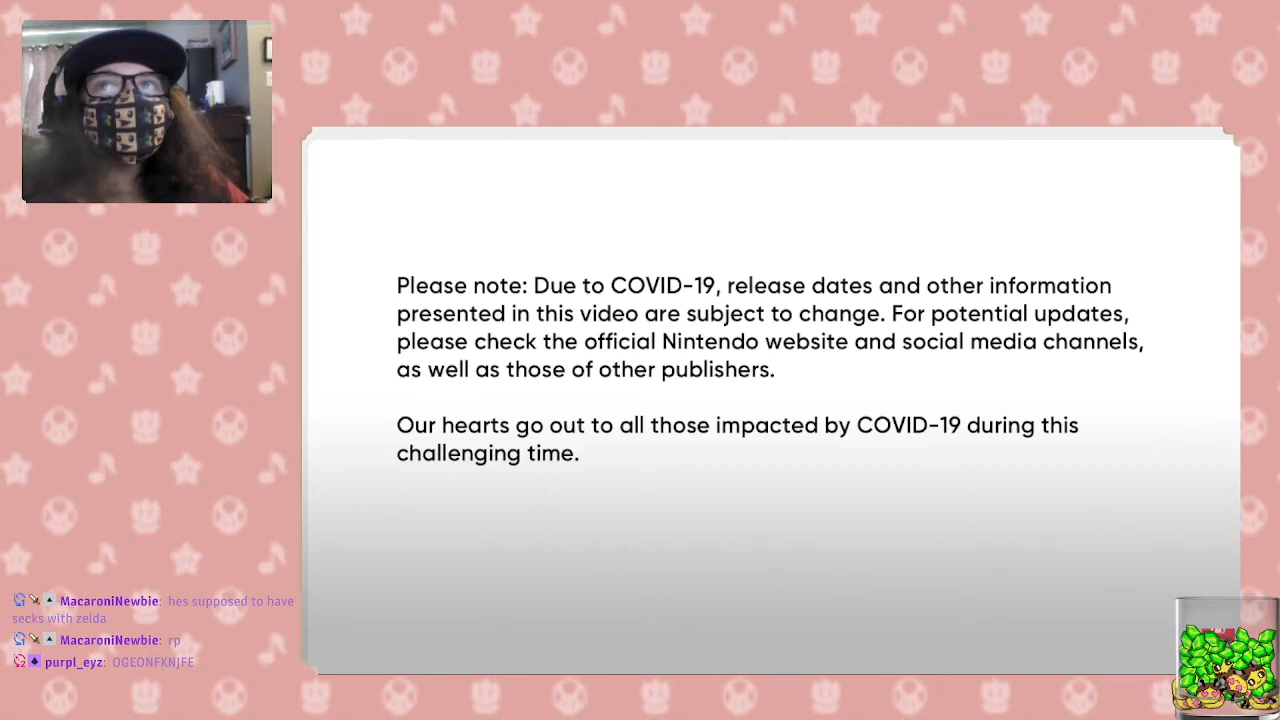 Please note: Due to COVID-19, release dates and other information
presented in this video are subject to change. For potential updates,
please check the official Nintendo website and social media channels,
as well as those of other publishers.
Our hearts go out to all those impacted by COVID-19 during this
challenging time.
MacaroniNewbie: hes supposed to have
secks with zelda
MacaroniNewbie: rp
purpl_eyz: OGEONFKNJFE